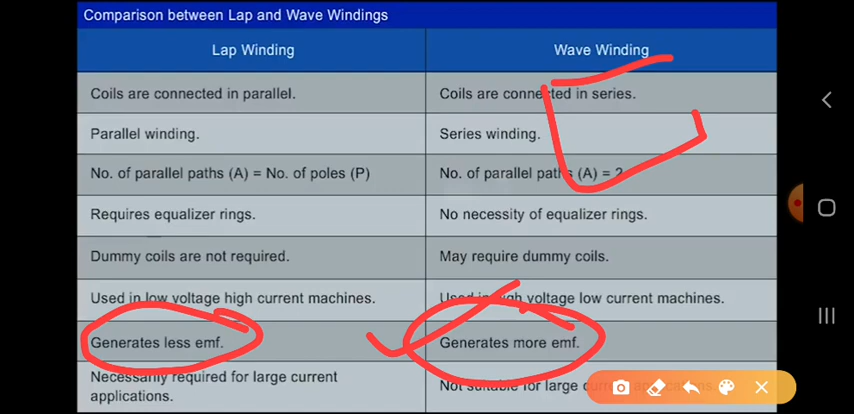 Comparison between Lap and Wave Windings
Lap Winding
Wave Winding
Coils are connected in parallel.
Coils are connected in series.
Parallel winding.
Series winding.
No. of parallel paths (A) = No. of poles (P)
No. of parallel paths (A) = 2
Requires equalizer rings.
No necessity of equalizer rings.
Dummy coils are not required.
May require dummy coils.
Used in low voltage high current machines.
Used in high voltage low current machines.
Generates less emf.
Generates more emf.
Necessarily required for large current
applications.
Not suitable for large current applications.